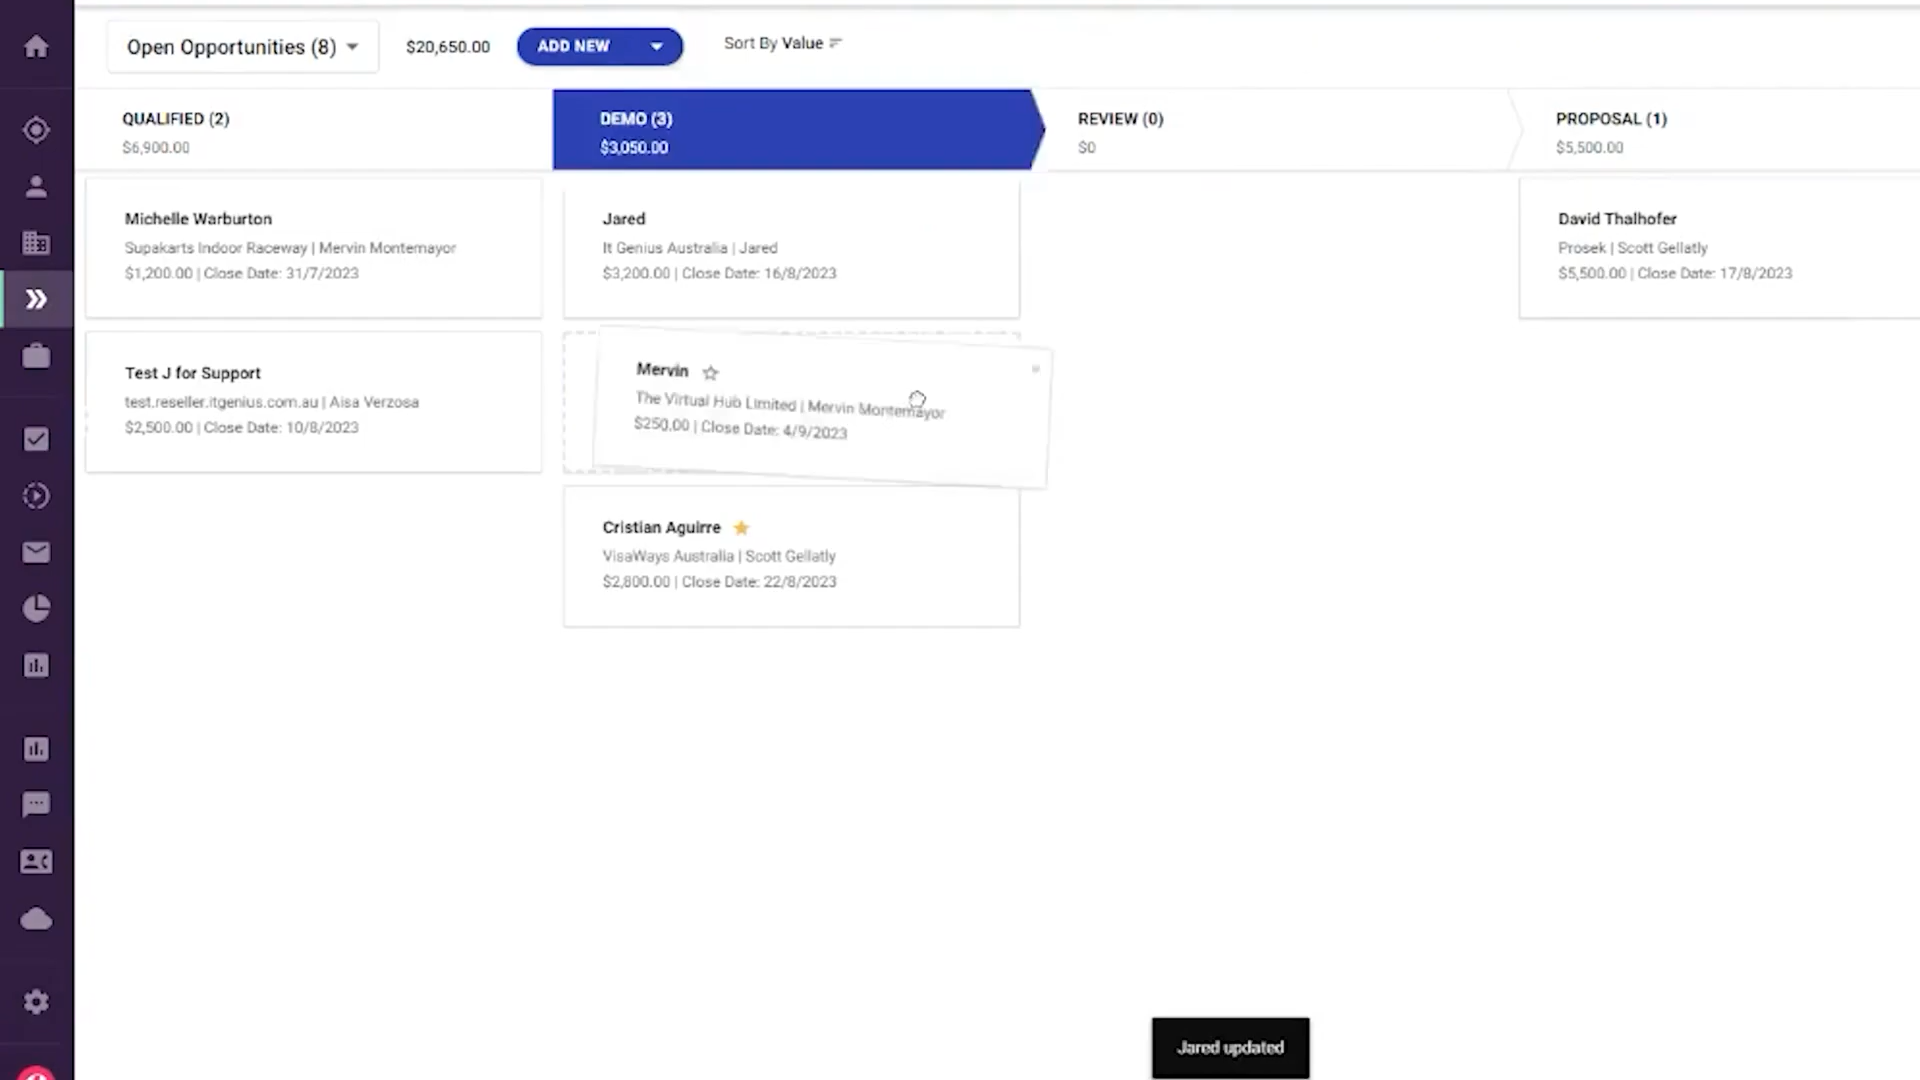 Open Opportunities (8)
$20,650.00
ADD NEW
Sort By Value
QUALIFIED (2)
$6,900.00
DEMO (3)
$3,050.00
REVIEW (0)
$0
PROPOSAL (1)
$5,500.00
Michelle Warburton
Supakarts Indoor Raceway | Mervin Montemayor
$1,200.00 | Close Date: 31/7/2023
Test J for Support
test.reseller.itgenius.com.au | Aisa Verzosa
$2,500.00 | Close Date: 10/8/2023
Jared
It Genius Australia | Jared
$3,200.00 | Close Date: 16/8/2023
Mervin
The Virtual Hub Limited | Mervin Montemayor
$250.00 | Close Date: 4/9/2023
Cristian Aguirre
VisaWays Australia | Scott Gellatly
$2,800.00 | Close Date: 22/8/2023
David Thalhofer
Prosek | Scott Gellatly
$5,500.00 | Close Date: 17/8/2023
Jared updated